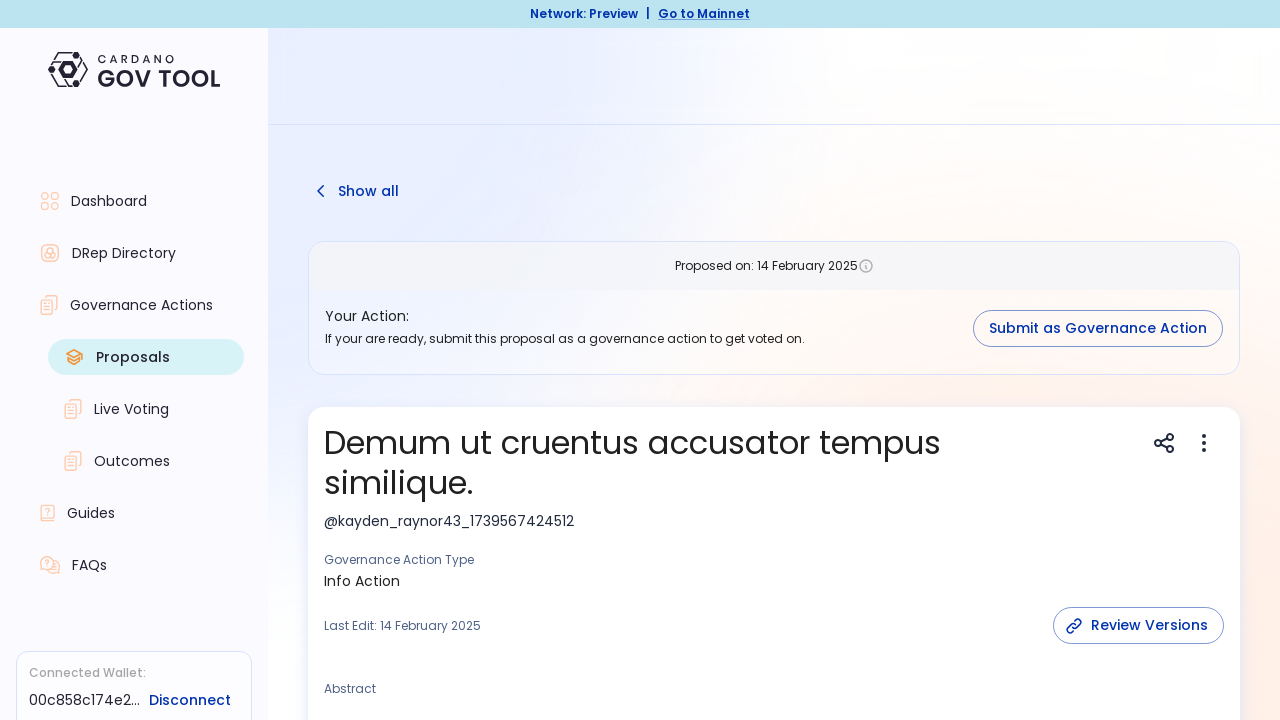 Network: Preview | Go to Mainnet
CARDANO
GOV TOOL
Dashboard
DRep Directory
Governance Actions
Proposals
Live Voting
Outcomes
Guides
FAQs
Connected Wallet:
00c858c174e2... Disconnect
Show all
Proposed on: 14 February 2025
Your Action:
If your are ready, submit this proposal as a governance action to get voted on.
Submit as Governance Action
Demum ut cruentus accusator tempus
similique.
@kayden_raynor43_1739567424512
Governance Action Type
Info Action
Last Edit: 14 February 2025
Review Versions
Abstract